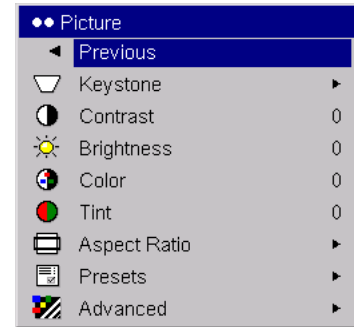 Picture
Previous
Keystone
Contrast 0
Brightness 0
Color 0
Tint 0
Aspect Ratio
Presets
Advanced